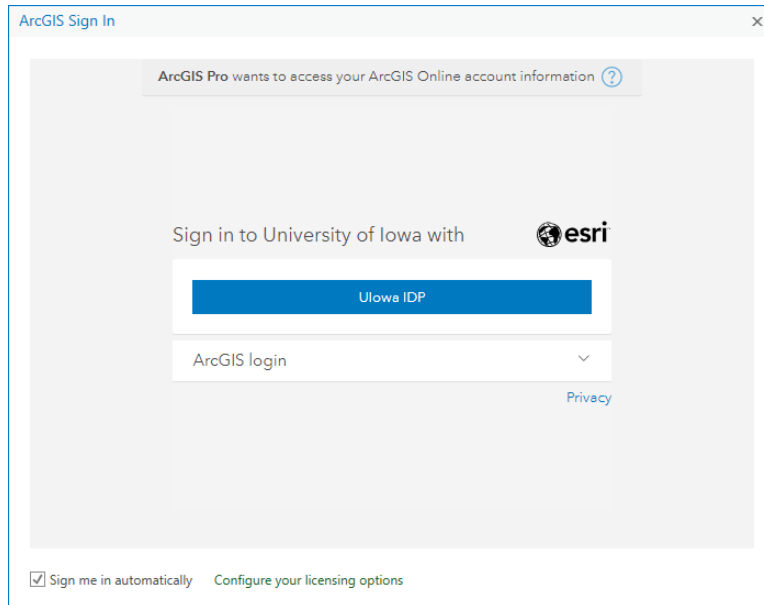 ArcGIS Sign In
ArcGIS Pro wants to access your ArcGIS Online account information ?
Sign in to University of Iowa with esri
UIowa IDP
ArcGIS login
Privacy
Sign me in automatically Configure your licensing options